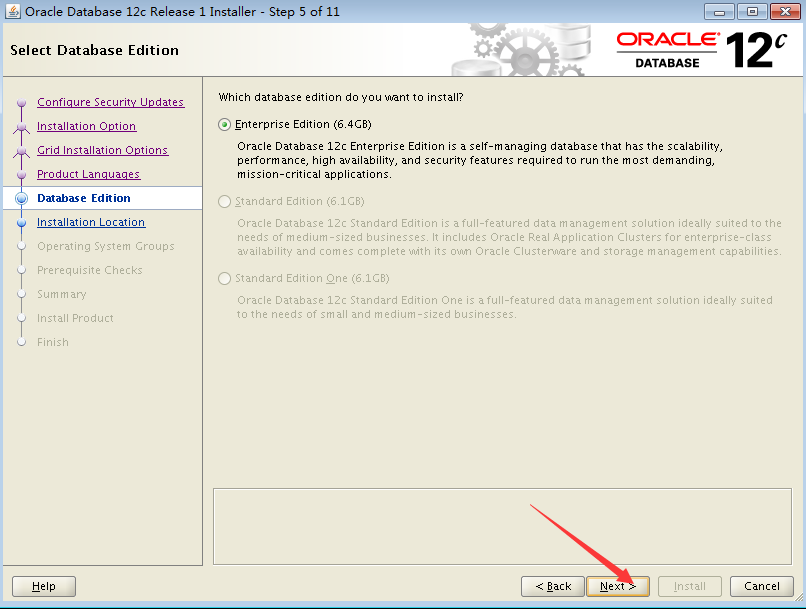 Oracle Database 12c Release 1 Installer - Step 5 of 11
Select Database Edition
ORACLE
DATABASE
12c
Configure Security Updates
Installation Option
Grid Installation Options
Product Languages
Database Edition
Installation Location
Operating System Groups
Prerequisite Checks
Summary
Install Product
Finish
Which database edition do you want to install?
Enterprise Edition (6.4GB)
Oracle Database 12c Enterprise Edition is a self-managing database that has the scalability,
performance, high availability, and security features required to run the most demanding,
mission-critical applications.
Standard Edition (6.1GB)
Oracle Database 12c Standard Edition is a full-featured data management solution ideally suited to the
needs of medium-sized businesses. It includes Oracle Real Application Clusters for enterprise-class
availability and comes complete with its own Oracle Clusterware and storage management capabilities.
Standard Edition One (6.1GB)
Oracle Database 12c Standard Edition One is a full-featured data management solution ideally suited
to the needs of small and medium-sized businesses.
Help
< Back
Next >
Install
Cancel